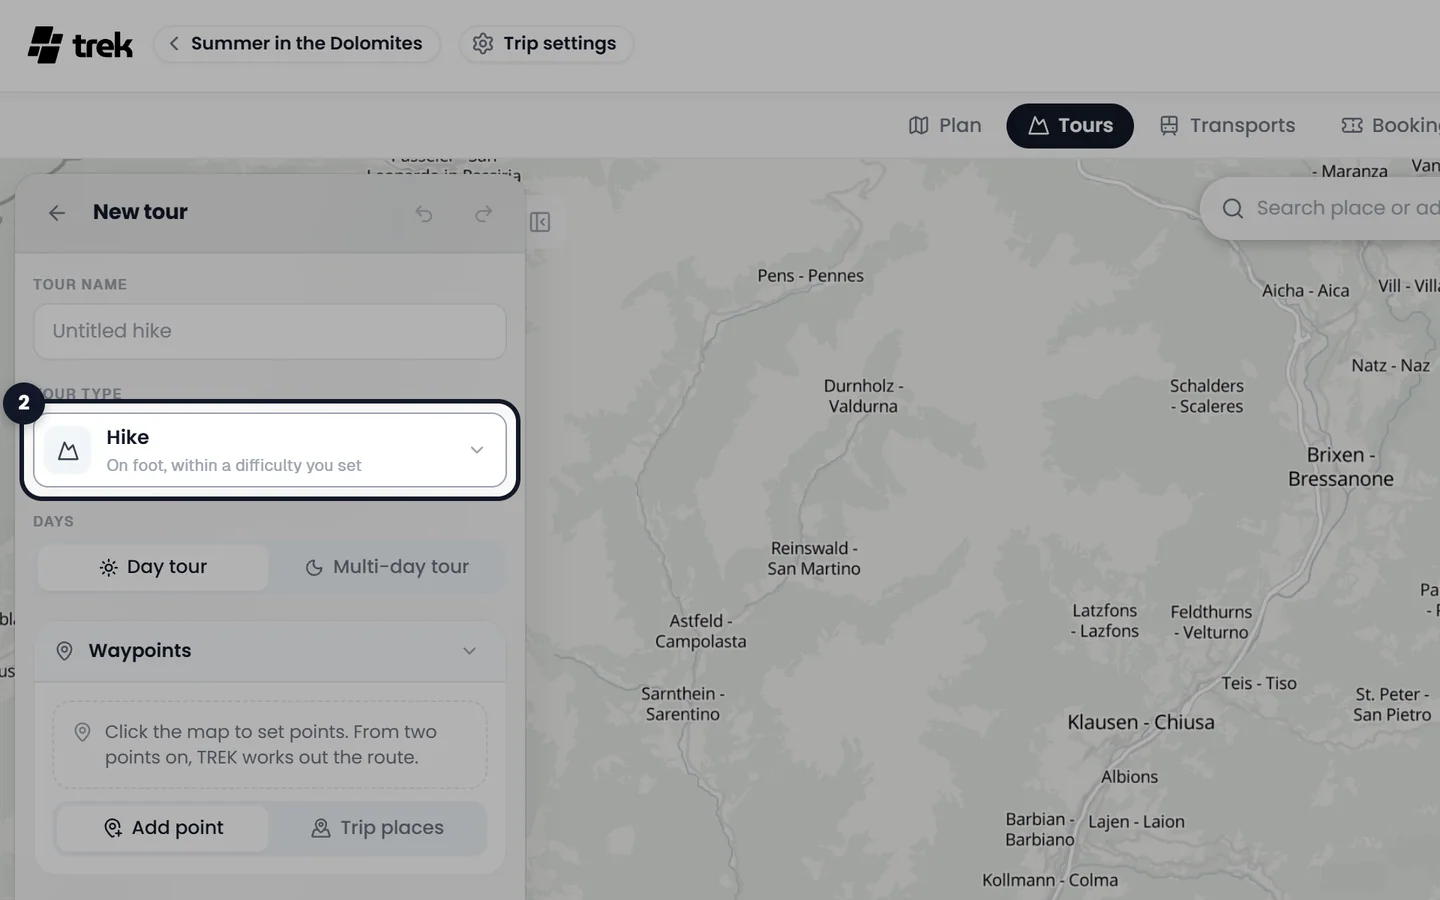 trek
Summer in the Dolomites
Trip settings
Plan
Tours
Transports
New tour
Search place or ad
TOUR NAME
Untitled hike
TOUR TYPE
2
Hike
On foot, within a difficulty you set
DAYS
Day tour
Multi-day tour
Waypoints
Click the map to set points. From two
points on, TREK works out the route.
Add point
Trip places
- Maranza
Pens - Pennes
Aicha - Aica
Durnholz -
Valdurna
Schalders
- Scaleres
Natz - Naz
Brixen -
Bressanone
Reinswald -
San Martino
Astfeld -
Campolasta
Latzfons
- Lazfons
Feldthurns
- Velturno
Sarnthein -
Sarentino
Teis - Tiso
St. Peter -
San Pietro
Klausen - Chiusa
Albions
Barbian -
Barbiano
Lajen - Laion
Kollmann - Colma